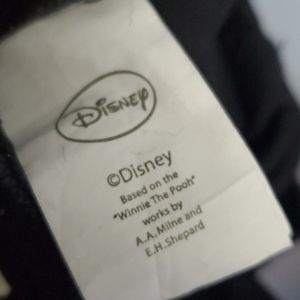 Disney
©Disney
Based on the
"Winnie The Pooh"
works by
A.A.Milne and
E.H.Shepard